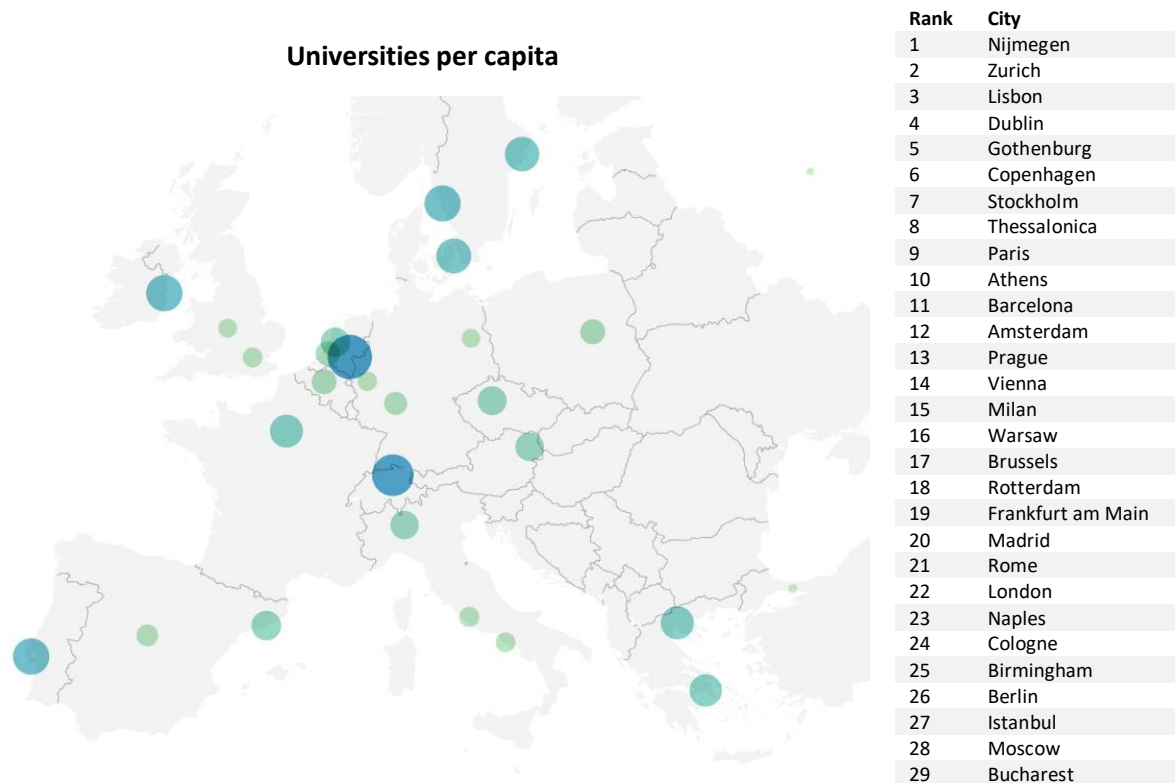 Universities per capita
Rank City
1 Nijmegen
2 Zurich
3 Lisbon
4 Dublin
5 Gothenburg
6 Copenhagen
7 Stockholm
8 Thessalonica
9 Paris
10 Athens
11 Barcelona
12 Amsterdam
13 Prague
14 Vienna
15 Milan
16 Warsaw
17 Brussels
18 Rotterdam
19 Frankfurt am Main
20 Madrid
21 Rome
22 London
23 Naples
24 Cologne
25 Birmingham
26 Berlin
27 Istanbul
28 Moscow
29 Bucharest